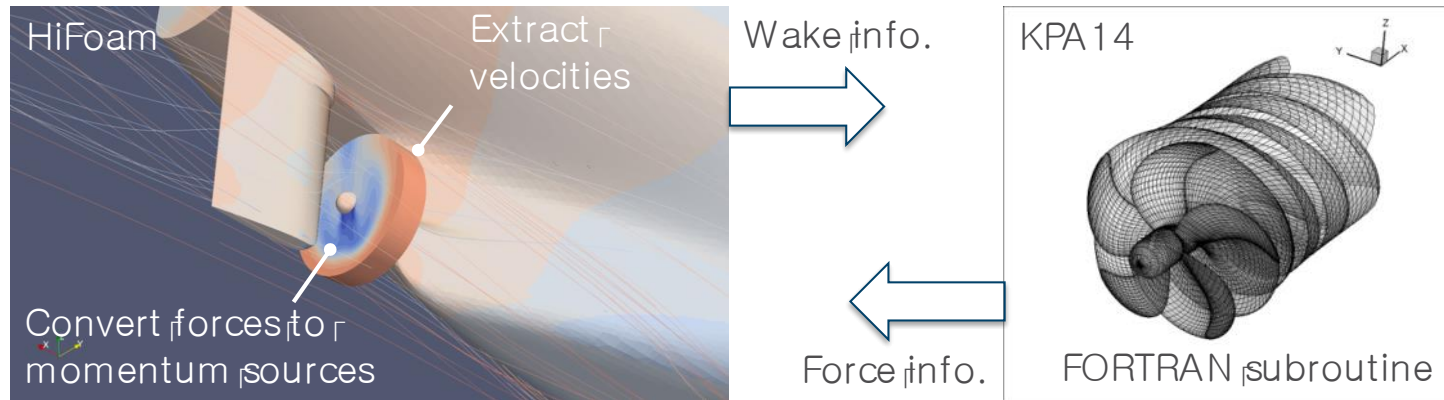 HiFoam
Extract
velocities
Convert forces to
momentum sources
X
Y
Wake info.
Force info.
KPA14
Z
Y
X
FORTRAN subroutine